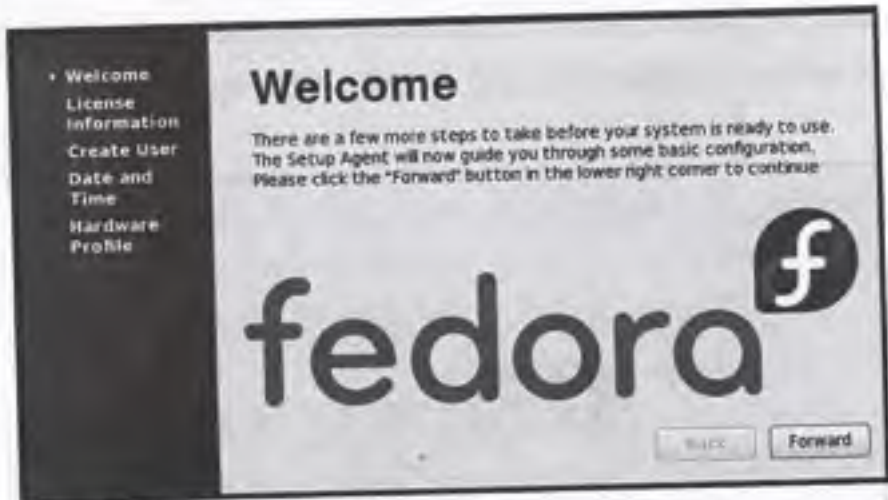 Welcome
License
Information
Create User
Date and
Time
Hardware
Profile
Welcome
There are a few more steps to take before your system is ready to use.
The Setup Agent will now guide you through some basic configuration.
Please click the "Forward" button in the lower right corner to continue
fedora f
Back
Forward